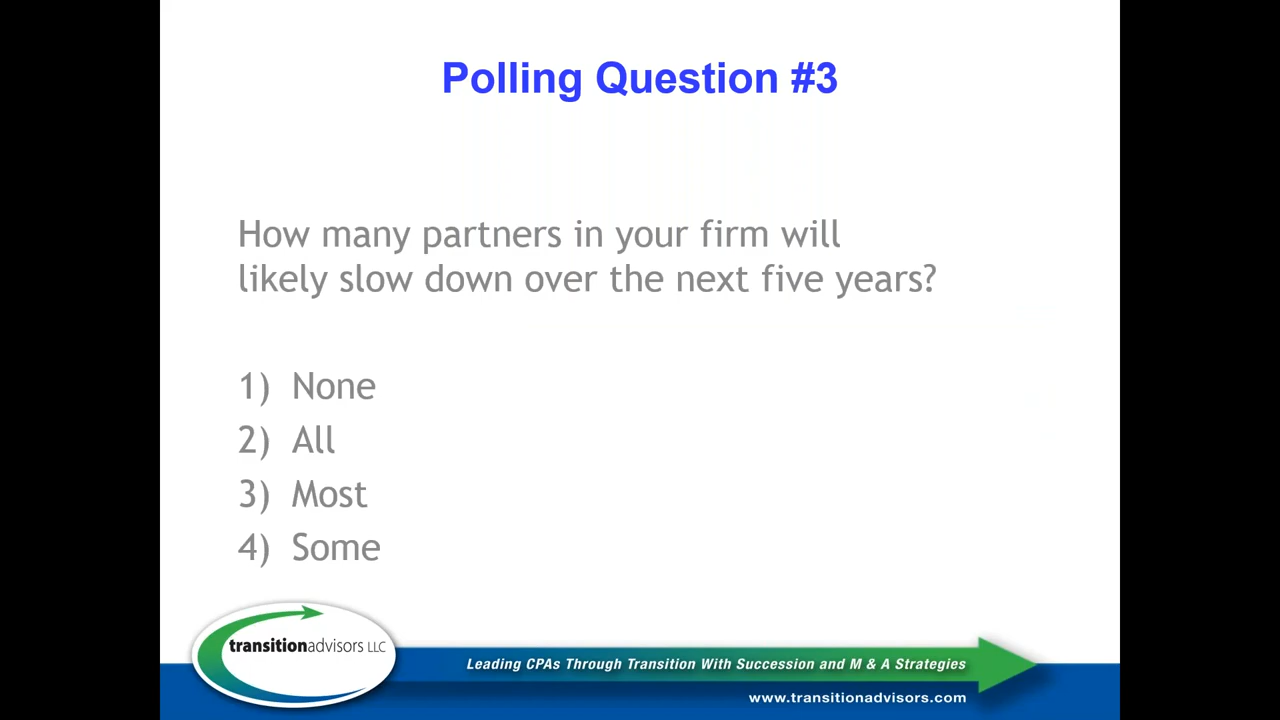 Polling Question #3
How many partners in your firm will
likely slow down over the next five years?
1) None
2) All
3) Most
4) Some
transitionadvisors LLC
Leading CPAs Through Transition With Succession and M & A Strategies
www.transitionadvisors.com